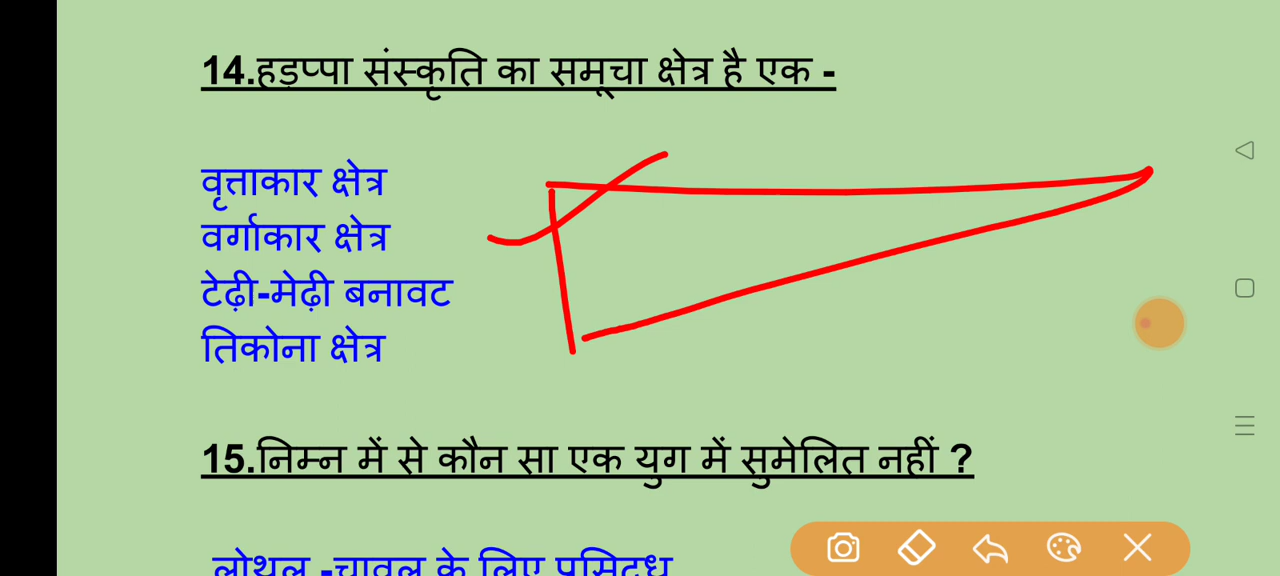 14.हड़प्पा संस्कृति का समूचा क्षेत्र है एक -
वृत्ताकार क्षेत्र
वर्गाकार क्षेत्र
टेढ़ी-मेढ़ी बनावट
तिकोना क्षेत्र
15.निम्न में से कौन सा एक युग में सुमेलित नहीं ?
लोथल -चावल के लिए प्रसिद्ध